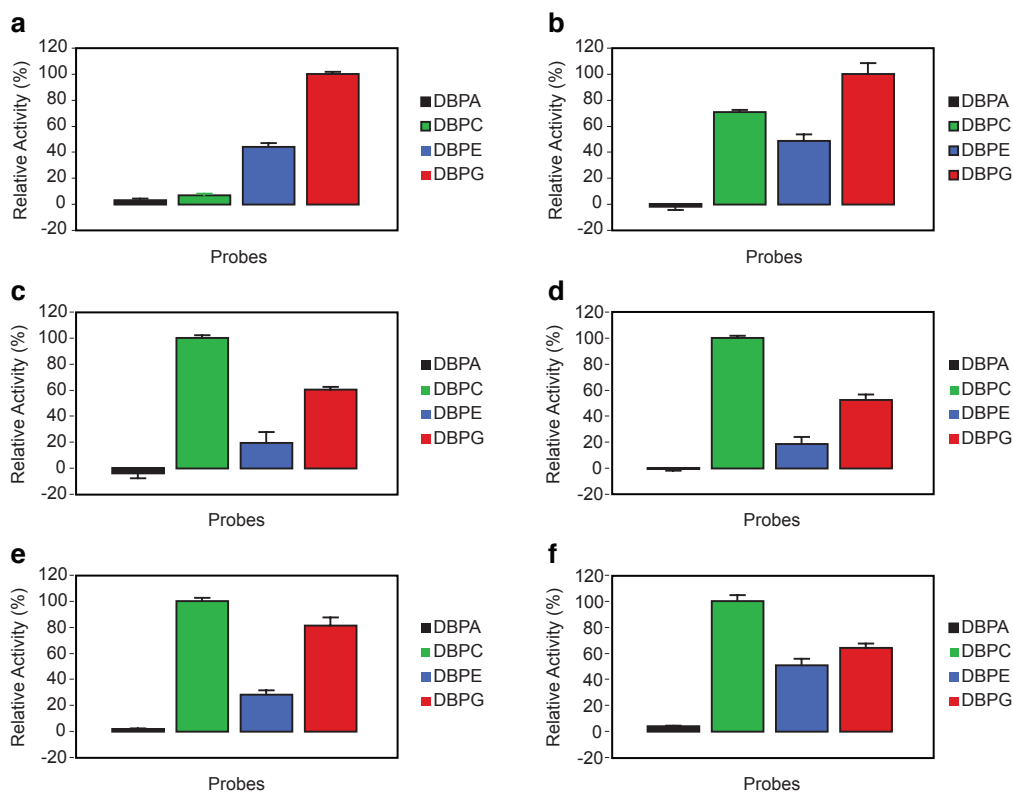 a
120
100
80
60
40
20
0
-20
Relative Activity (%)
Probes
DBPA
DBPC
DBPE
DBPG
b
120
100
80
60
40
20
0
-20
Relative Activity (%)
Probes
DBPA
DBPC
DBPE
DBPG
c
120
100
80
60
40
20
0
-20
Relative Activity (%)
Probes
DBPA
DBPC
DBPE
DBPG
d
120
100
80
60
40
20
0
-20
Relative Activity (%)
Probes
DBPA
DBPC
DBPE
DBPG
e
120
100
80
60
40
20
0
-20
Relative Activity (%)
Probes
DBPA
DBPC
DBPE
DBPG
f
120
100
80
60
40
20
0
-20
Relative Activity (%)
Probes
DBPA
DBPC
DBPE
DBPG